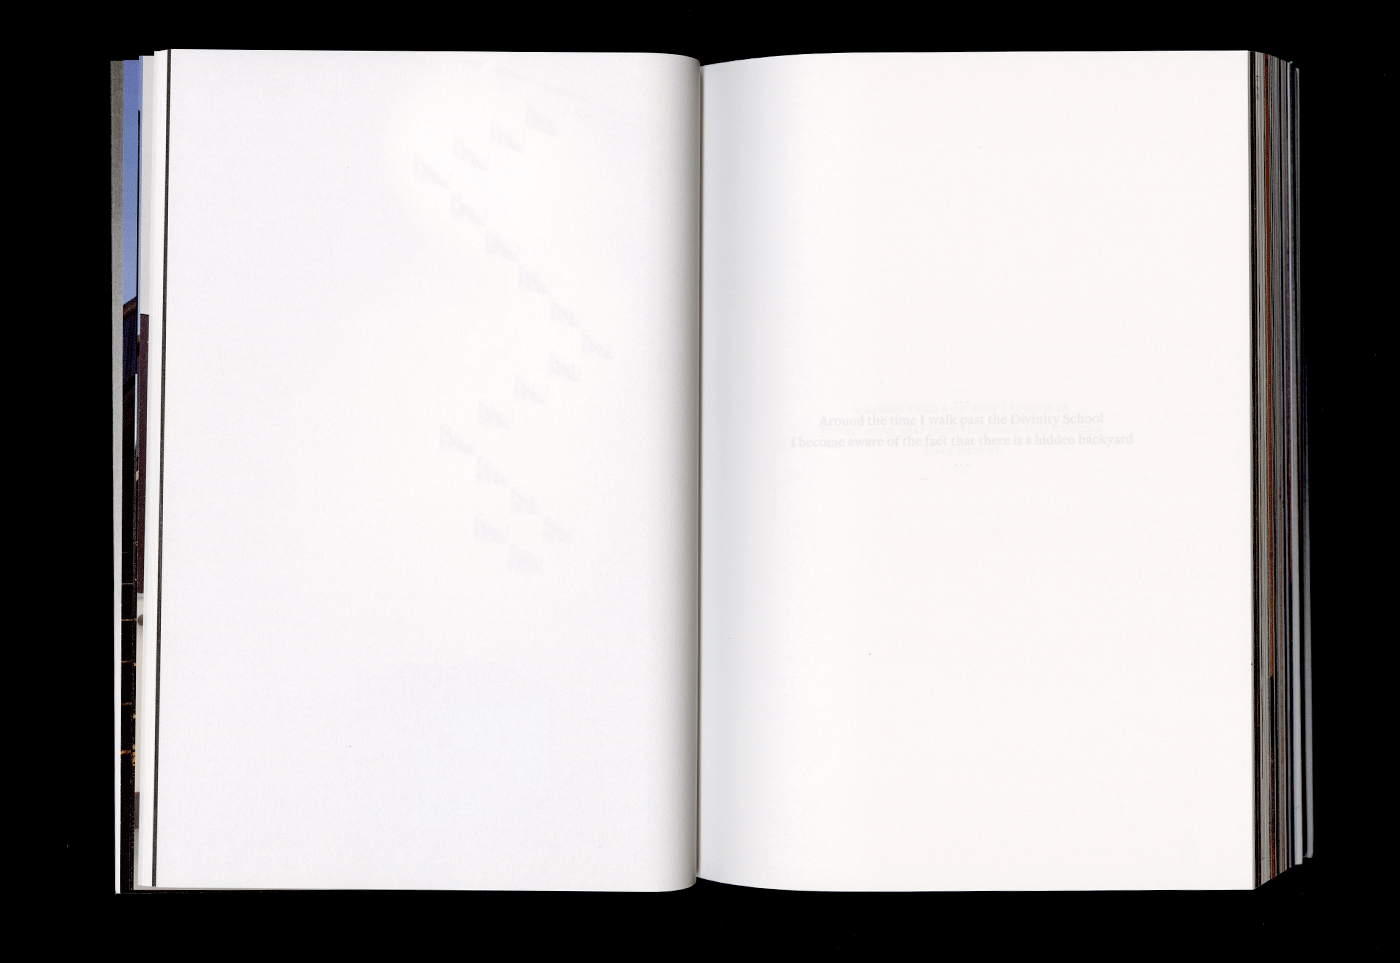 Around the time I walk past the Divinity School
I become aware of the fact that there is a hidden backyard
...